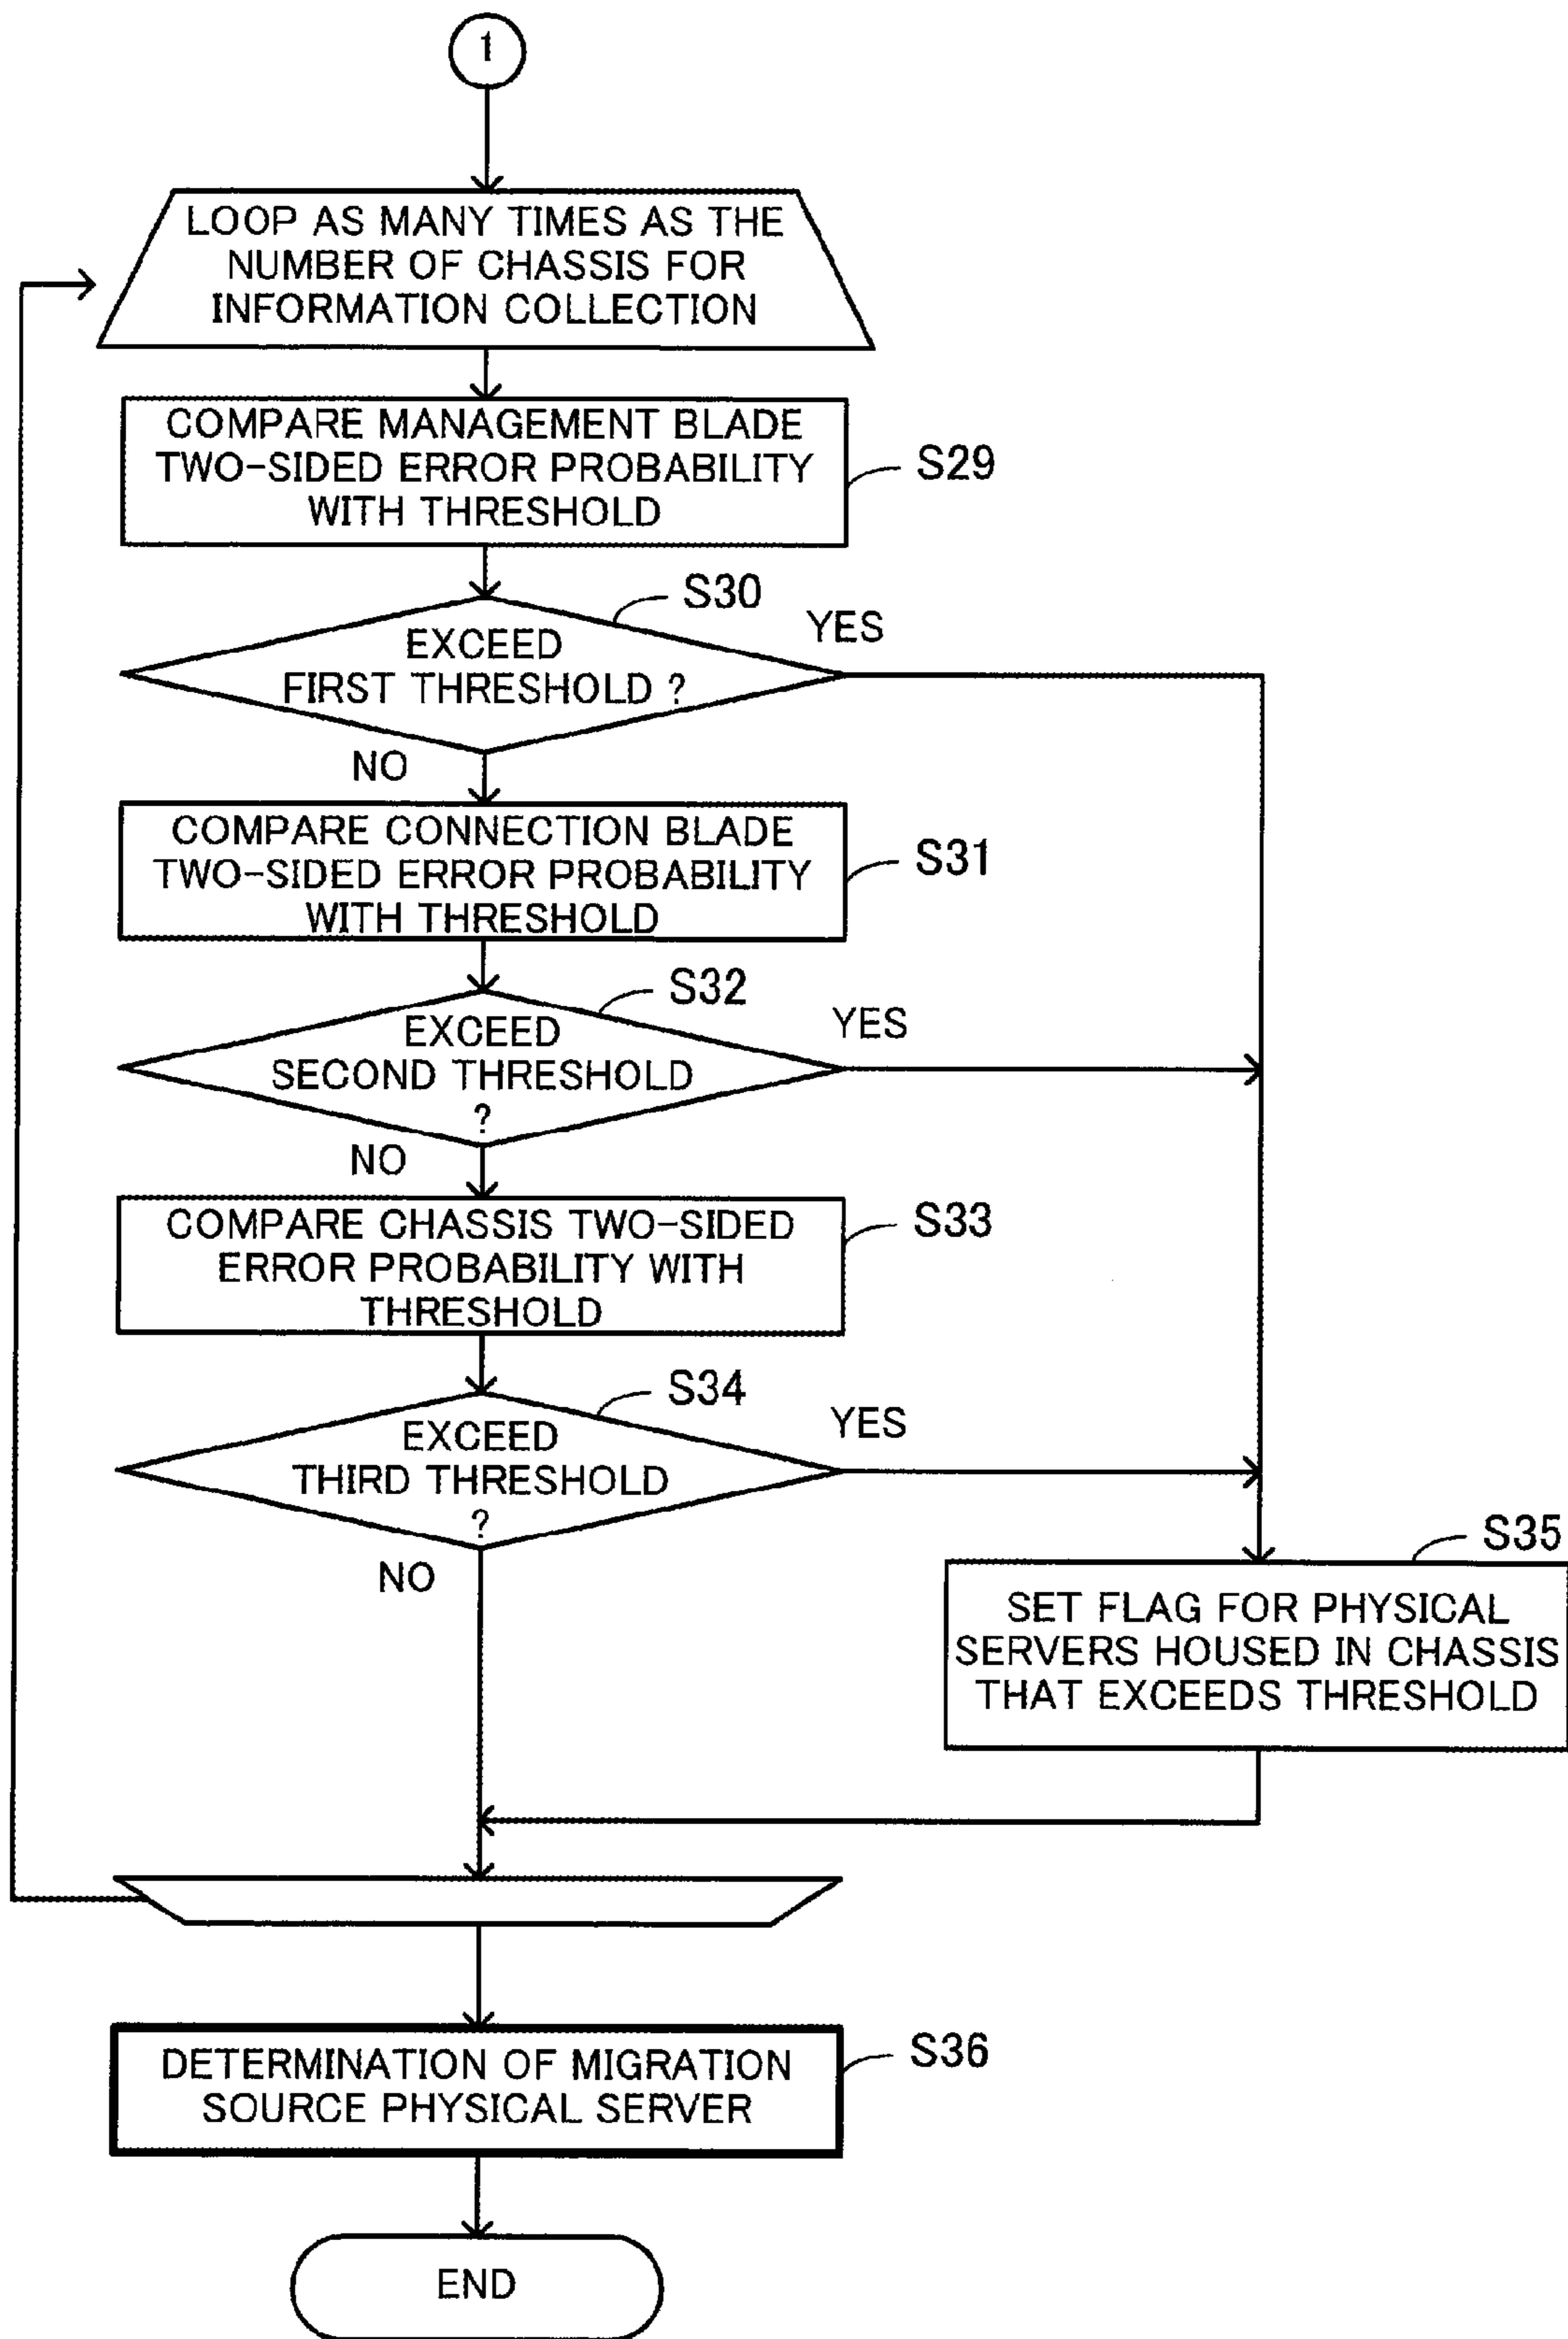 1
LOOP AS MANY TIMES AS THE
NUMBER OF CHASSIS FOR
INFORMATION COLLECTION
COMPARE MANAGEMENT BLADE
TWO-SIDED ERROR PROBABILITY
WITH THRESHOLD
S29
S30
EXCEED
FIRST THRESHOLD ?
YES
NO
COMPARE CONNECTION BLADE
TWO-SIDED ERROR PROBABILITY
WITH THRESHOLD
S31
S32
EXCEED
SECOND THRESHOLD
?
YES
NO
COMPARE CHASSIS TWO-SIDED
ERROR PROBABILITY WITH
THRESHOLD
S33
S34
EXCEED
THIRD THRESHOLD
?
YES
NO
S35
SET FLAG FOR PHYSICAL
SERVERS HOUSED IN CHASSIS
THAT EXCEEDS THRESHOLD
DETERMINATION OF MIGRATION
SOURCE PHYSICAL SERVER
S36
END